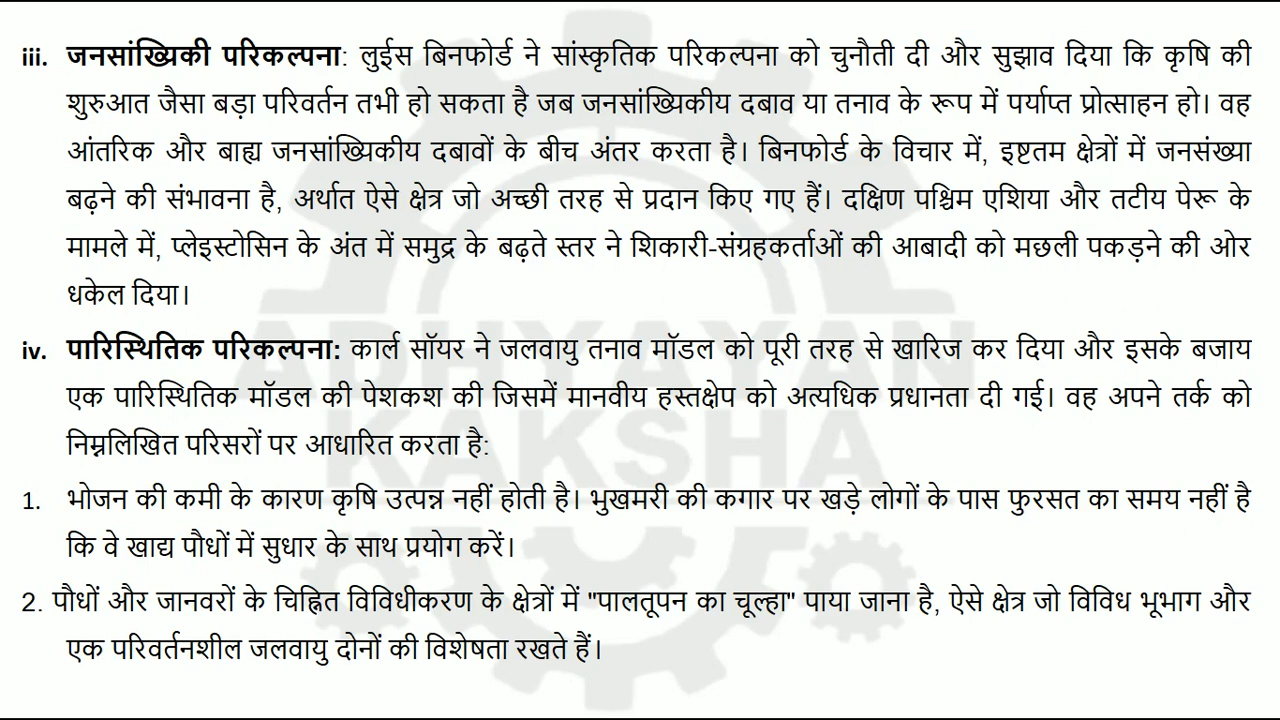 iii. जनसांख्यिकी परिकल्पना: लुईस बिनफोर्ड ने सांस्कृतिक परिकल्पना को चुनौती दी और सुझाव दिया कि कृषि की
शुरुआत जैसा बड़ा परिवर्तन तभी हो सकता है जब जनसांख्यिकीय दबाव या तनाव के रूप में पर्याप्त प्रोत्साहन हो। वह
आंतरिक और बाह्य जनसांख्यिकीय दबावों के बीच अंतर करता है। बिनफोर्ड के विचार में, इष्टतम क्षेत्रों में जनसंख्या
बढ़ने की संभावना है, अर्थात ऐसे क्षेत्र जो अच्छी तरह से प्रदान किए गए हैं। दक्षिण पश्चिम एशिया और तटीय पेरू के
मामले में, प्लेइस्टोसिन के अंत में समुद्र के बढ़ते स्तर ने शिकारी-संग्रहकर्ताओं की आबादी को मछली पकड़ने की ओर
धकेल दिया।
iv. पारिस्थितिक परिकल्पना: कार्ल सॉयर ने जलवायु तनाव मॉडल को पूरी तरह से खारिज कर दिया और इसके बजाय
एक पारिस्थितिक मॉडल की पेशकश की जिसमें मानवीय हस्तक्षेप को अत्यधिक प्रधानता दी गई। वह अपने तर्क को
निम्नलिखित परिसरों पर आधारित करता है:
1. भोजन की कमी के कारण कृषि उत्पन्न नहीं होती है। भुखमरी की कगार पर खड़े लोगों के पास फुरसत का समय नहीं है
कि वे खाद्य पौधों में सुधार के साथ प्रयोग करें।
2. पौधों और जानवरों के चिह्नित विविधीकरण के क्षेत्रों में "पालतूपन का चूल्हा" पाया जाना है, ऐसे क्षेत्र जो विविध भूभाग और
एक परिवर्तनशील जलवायु दोनों की विशेषता रखते हैं।
ADHYAYAN
KAKSHA